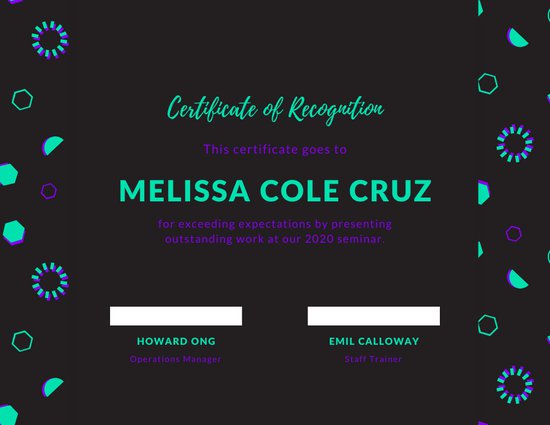 Certificate of Recognition
This certificate goes to
MELISSA COLE CRUZ
for exceeding expectations by presenting
outstanding work at our 2020 seminar.
HOWARD ONG
Operations Manager
EMIL CALLOWAY
Staff Trainer